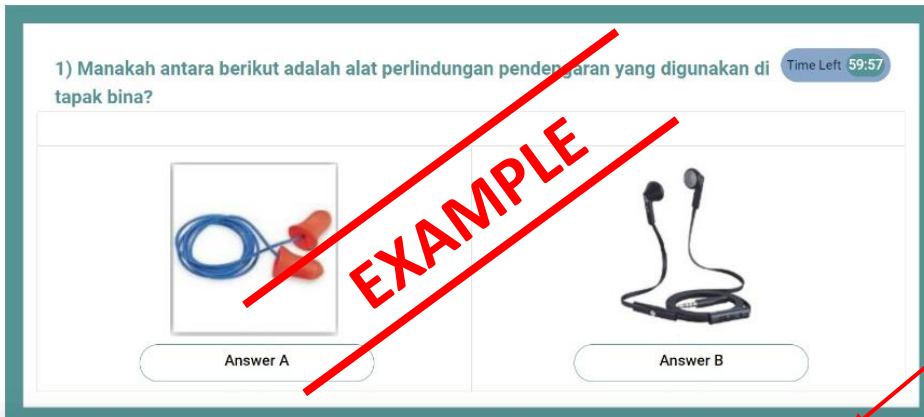 1) Manakah antara berikut adalah alat perlindungan pendengaran yang digunakan di
tapak bina?
Time Left 59:57
EXAMPLE
Answer A
Answer B